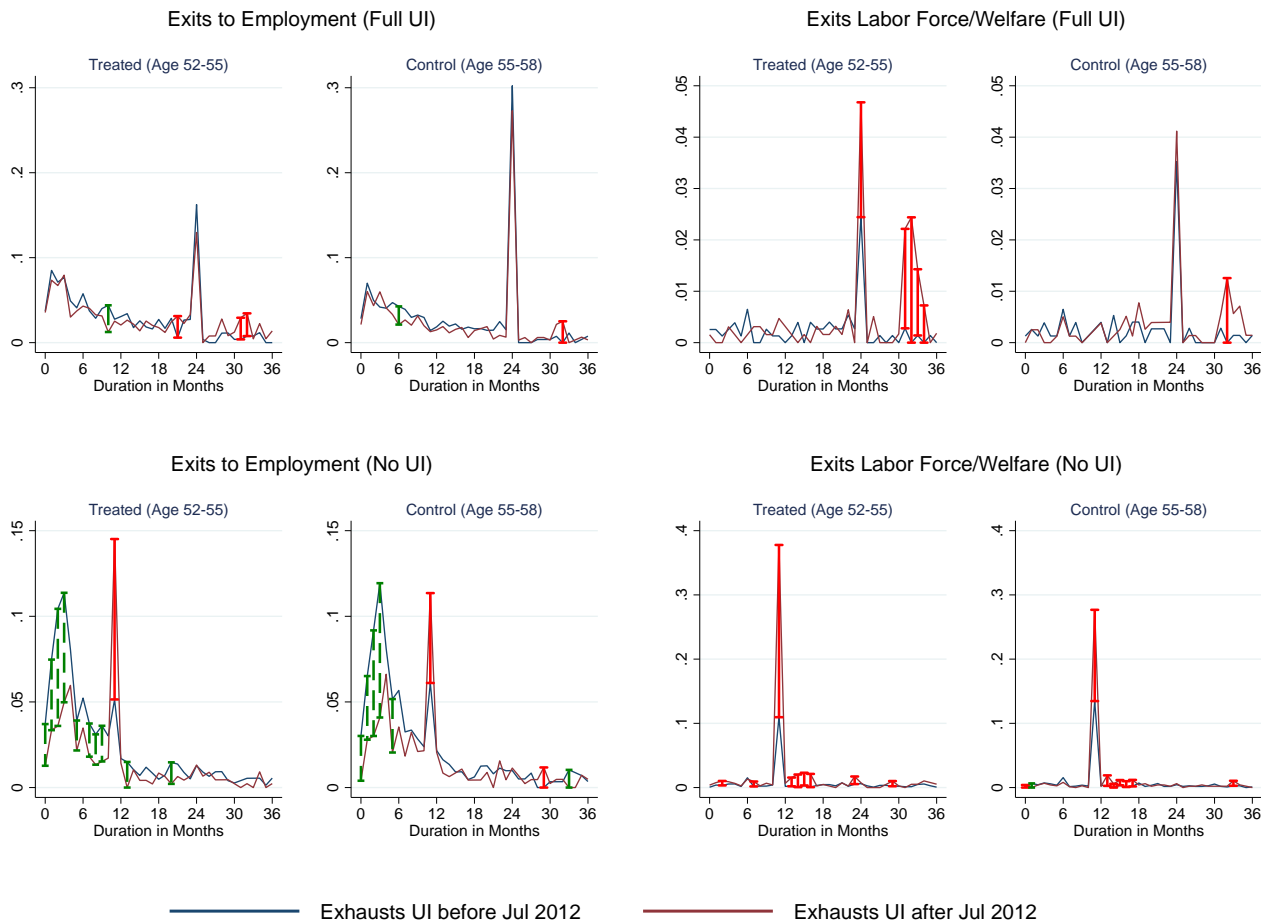 Exits to Employment (Full UI)
Exits Labor Force/Welfare (Full UI)
Treated (Age 52-55)
Control (Age 55-58)
Treated (Age 52-55)
Control (Age 55-58)
0 .1 .2 .3
0 .1 .2 .3
0 .01 .02 .03 .04 .05
0 .01 .02 .03 .04 .05
0 6 12 18 24 30 36
0 6 12 18 24 30 36
0 6 12 18 24 30 36
0 6 12 18 24 30 36
Duration in Months
Duration in Months
Duration in Months
Duration in Months
Exits to Employment (No UI)
Exits Labor Force/Welfare (No UI)
Treated (Age 52-55)
Control (Age 55-58)
Treated (Age 52-55)
Control (Age 55-58)
0 .05 .1 .15
0 .05 .1 .15
0 .1 .2 .3 .4
0 .1 .2 .3 .4
0 6 12 18 24 30 36
0 6 12 18 24 30 36
0 6 12 18 24 30 36
0 6 12 18 24 30 36
Duration in Months
Duration in Months
Duration in Months
Duration in Months
Exhausts UI before Jul 2012
Exhausts UI after Jul 2012